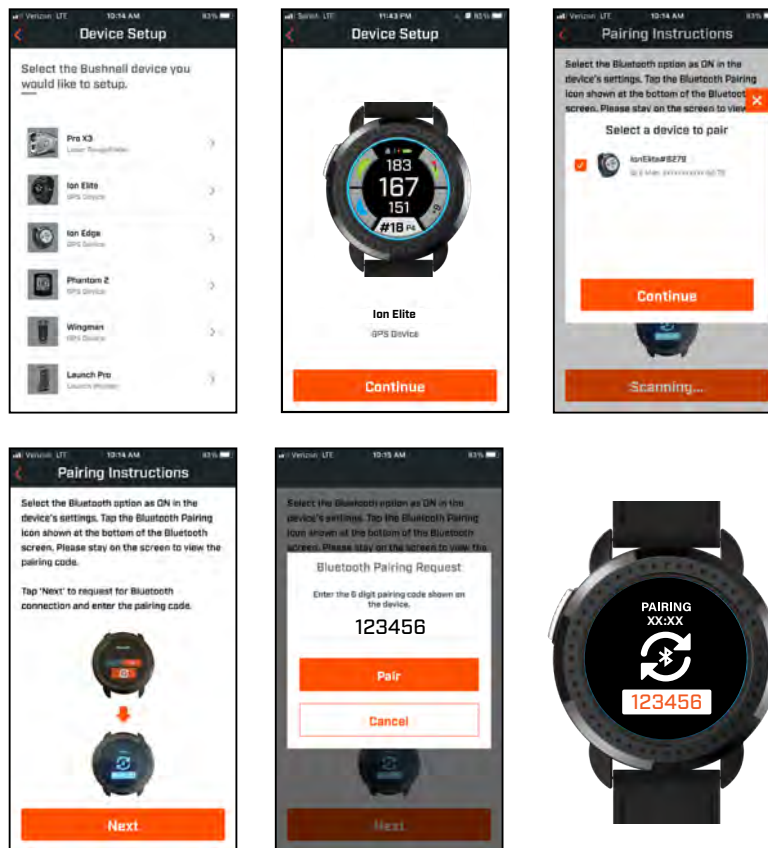 Verizon LTE 10:14 AM 83%
Device Setup
Select the Bushnell device you
would like to setup.
Pro X3
Laser Rangefinder
Ion Elite
GPS Device
Ion Edge
GPS Device
Phantom 2
GPS Device
Wingman
GPS Device
Launch Pro
Launch Monitor
LTE 11:43 PM 85%
Device Setup
183
167
151
#18 P4
Ion Elite
GPS Device
Continue
Verizon LTE 10:14 AM
Pairing Instructions
Select the Bluetooth option as ON in the
device's settings. Tap the Bluetooth Pairing
Icon shown at the bottom of the Bluetooth
screen. Please stay on the screen to view
Select a device to pair
IonElite#8279
Continue
Scanning...
Verizon LTE 10:14 AM 83%
Pairing Instructions
Select the Bluetooth option as ON in the
device's settings. Tap the Bluetooth Pairing
Icon shown at the bottom of the Bluetooth
screen. Please stay on the screen to view the
pairing code.
Tap 'Next' to request for Bluetooth
connection and enter the pairing code.
Next
Verizon LTE 10:15 AM 83%
Select the Bluetooth option as ON in the
device's settings. Tap the Bluetooth Pairing
Icon shown at the bottom of the Bluetooth
screen. Please stay on the screen to view the
Bluetooth Pairing Request
Enter the 6 digit pairing code shown on
the device.
123456
Pair
Cancel
Next
PAIRING
XX:XX
123456